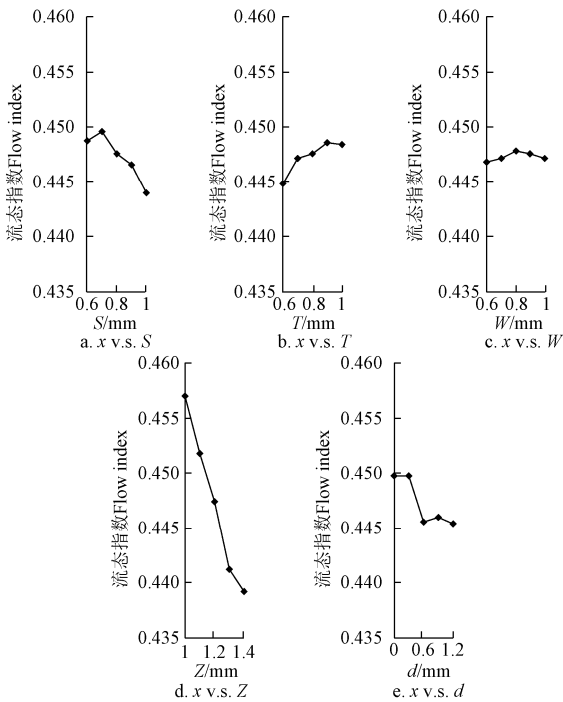 0.460
0.455
0.450
0.445
0.440
0.435
流态指数Flow index
0.6 0.8 1
S/mm
a. x v.s. S
0.460
0.455
0.450
0.445
0.440
0.435
流态指数Flow index
0.6 0.8 1
T/mm
b. x v.s. T
0.460
0.455
0.450
0.445
0.440
0.435
流态指数Flow index
0.6 0.8 1
W/mm
c. x v.s. W
0.460
0.455
0.450
0.445
0.440
0.435
流态指数Flow index
1 1.2 1.4
Z/mm
d. x v.s. Z
0.460
0.455
0.450
0.445
0.440
0.435
流态指数Flow index
0 0.6 1.2
d/mm
e. x v.s. d